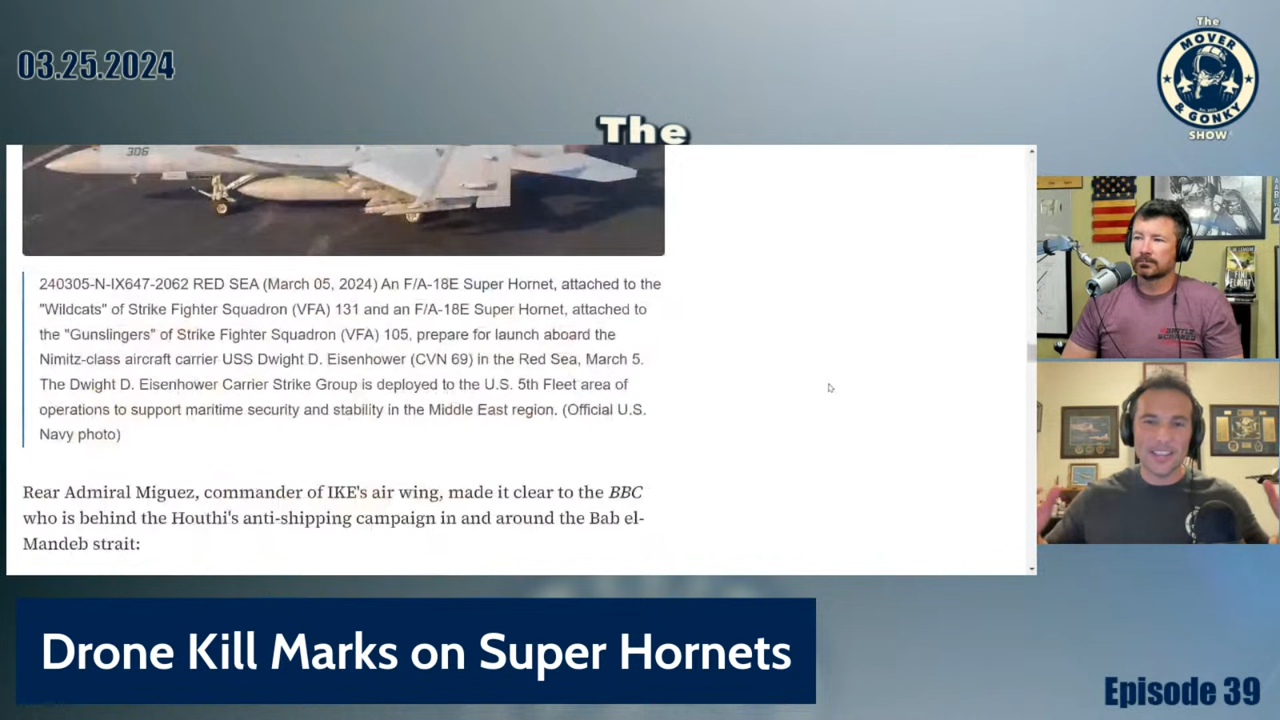 03.25.2024
The
MOVER
& GONKY
SHOW
The
306
240305-N-IX647-2062 RED SEA (March 05, 2024) An F/A-18E Super Hornet, attached to the
"Wildcats" of Strike Fighter Squadron (VFA) 131 and an F/A-18E Super Hornet, attached to
the "Gunslingers" of Strike Fighter Squadron (VFA) 105, prepare for launch aboard the
Nimitz-class aircraft carrier USS Dwight D. Eisenhower (CVN 69) in the Red Sea, March 5.
The Dwight D. Eisenhower Carrier Strike Group is deployed to the U.S. 5th Fleet area of
operations to support maritime security and stability in the Middle East region. (Official U.S.
Navy photo)
Rear Admiral Miguez, commander of IKE's air wing, made it clear to the BBC
who is behind the Houthi's anti-shipping campaign in and around the Bab el-
Mandeb strait:
Drone Kill Marks on Super Hornets
Episode 39